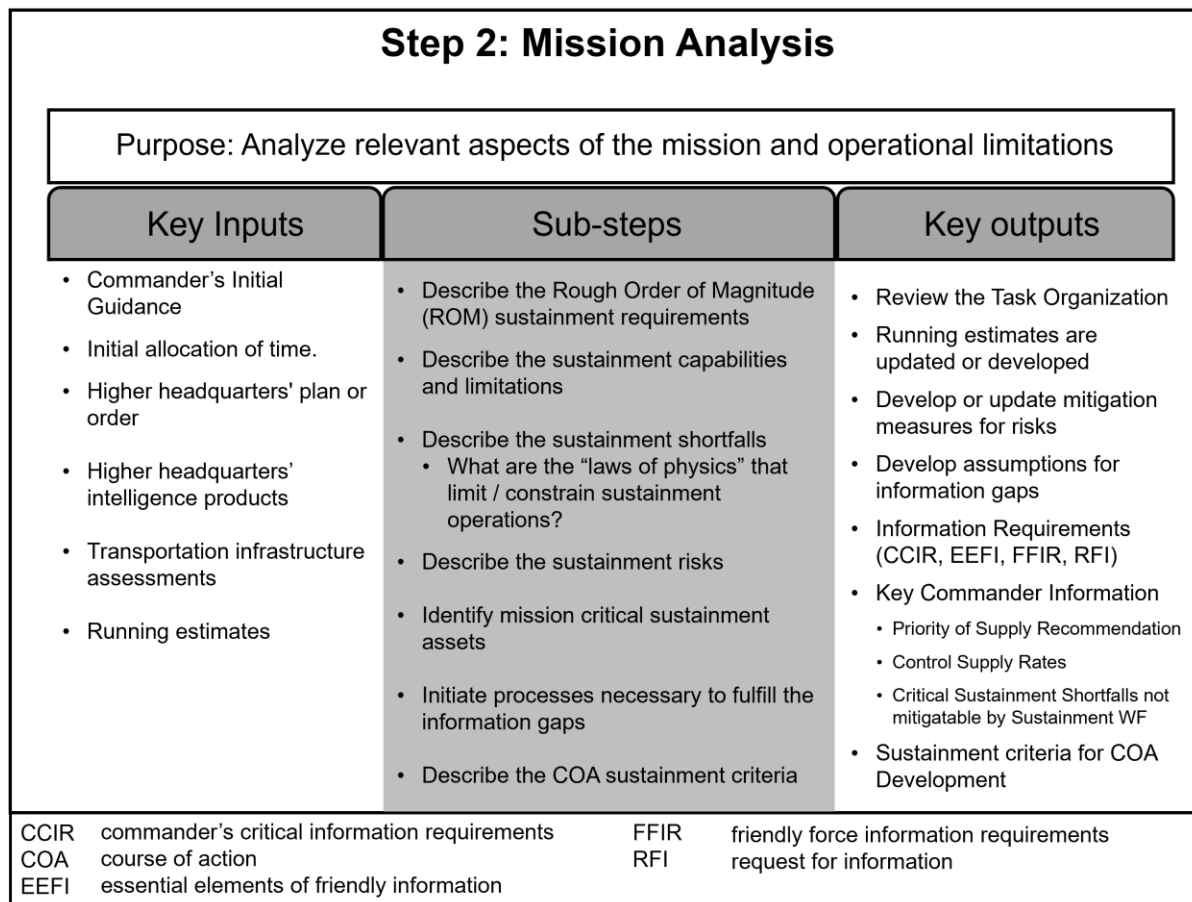 Step 2: Mission Analysis
Purpose: Analyze relevant aspects of the mission and operational limitations
Key Inputs
• Commander’s Initial
Guidance
• Initial allocation of time.
• Higher headquarters' plan or
order
• Higher headquarters’
intelligence products
• Transportation infrastructure
assessments
• Running estimates
Sub-steps
• Describe the Rough Order of Magnitude
(ROM) sustainment requirements
• Describe the sustainment capabilities
and limitations
• Describe the sustainment shortfalls
• What are the “laws of physics” that
limit / constrain sustainment
operations?
• Describe the sustainment risks
• Identify mission critical sustainment
assets
• Initiate processes necessary to fulfill the
information gaps
• Describe the COA sustainment criteria
Key outputs
• Review the Task Organization
• Running estimates are
updated or developed
• Develop or update mitigation
measures for risks
• Develop assumptions for
information gaps
• Information Requirements
(CCIR, EEFI, FFIR, RFI)
• Key Commander Information
• Priority of Supply Recommendation
• Control Supply Rates
• Critical Sustainment Shortfalls not
mitigatable by Sustainment WF
• Sustainment criteria for COA
Development
CCIR commander’s critical information requirements
COA course of action
EEFI essential elements of friendly information
FFIR friendly force information requirements
RFI request for information